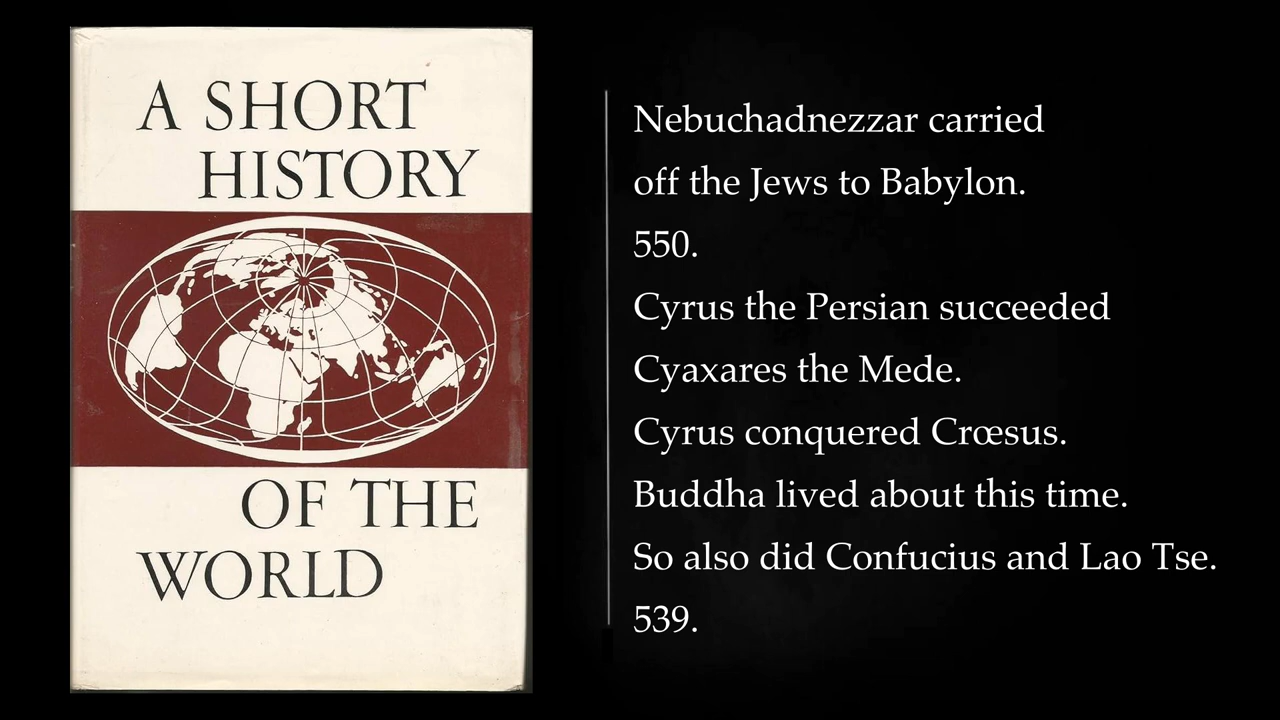 A SHORT
HISTORY
OF THE
WORLD
Nebuchadnezzar carried
off the Jews to Babylon.
550.
Cyrus the Persian succeeded
Cyaxares the Mede.
Cyrus conquered Crœsus.
Buddha lived about this time.
So also did Confucius and Lao Tse.
539.